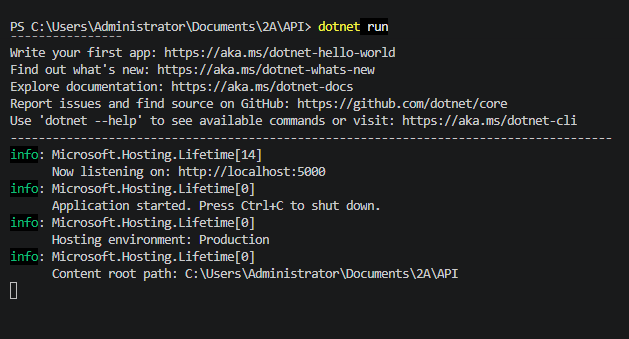 PS C:\Users\Administrator\Documents\2A\API> dotnet run
----------------
Write your first app: https://aka.ms/dotnet-hello-world
Find out what's new: https://aka.ms/dotnet-whats-new
Explore documentation: https://aka.ms/dotnet-docs
Report issues and find source on GitHub: https://github.com/dotnet/core
Use 'dotnet --help' to see available commands or visit: https://aka.ms/dotnet-cli
--------------------------------------------------------------------------------------
info: Microsoft.Hosting.Lifetime[14]
Now listening on: http://localhost:5000
info: Microsoft.Hosting.Lifetime[0]
Application started. Press Ctrl+C to shut down.
info: Microsoft.Hosting.Lifetime[0]
Hosting environment: Production
info: Microsoft.Hosting.Lifetime[0]
Content root path: C:\Users\Administrator\Documents\2A\API